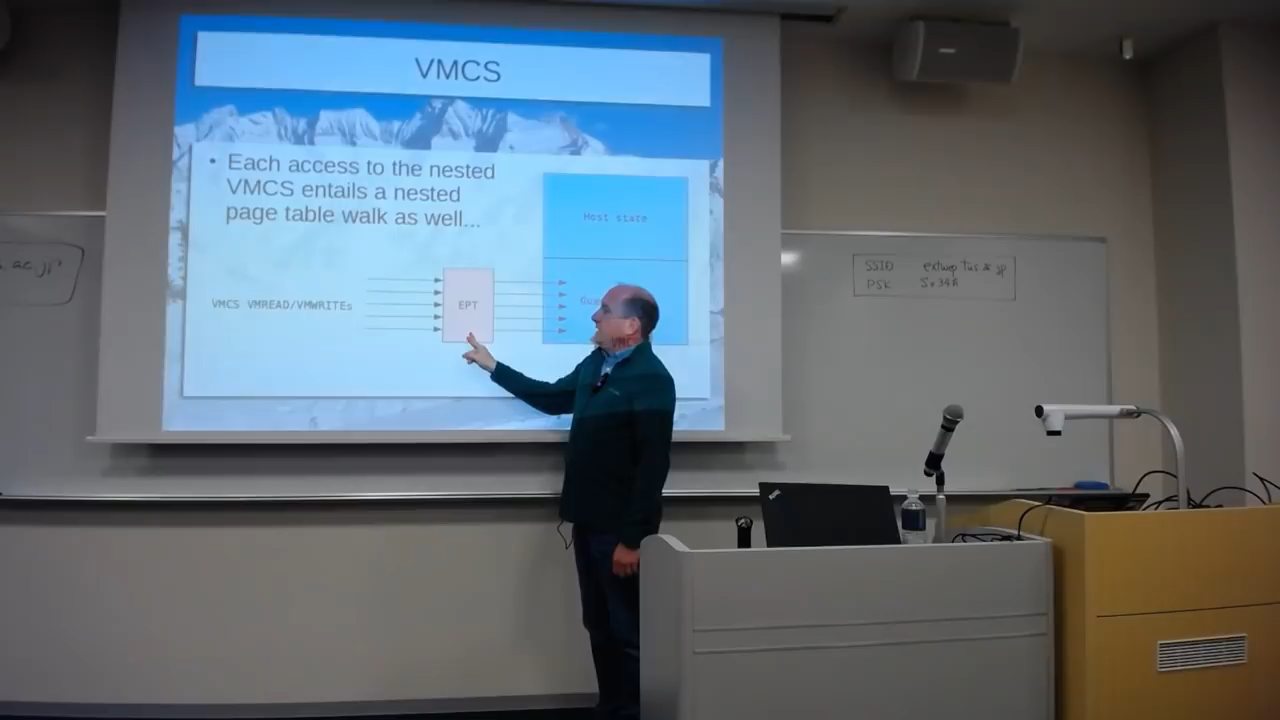 VMCS
• Each access to the nested
VMCS entails a nested
page table walk as well...
Host state
VMCS VMREAD/VMWRITEs
EPT
VMC
SSID
PSK